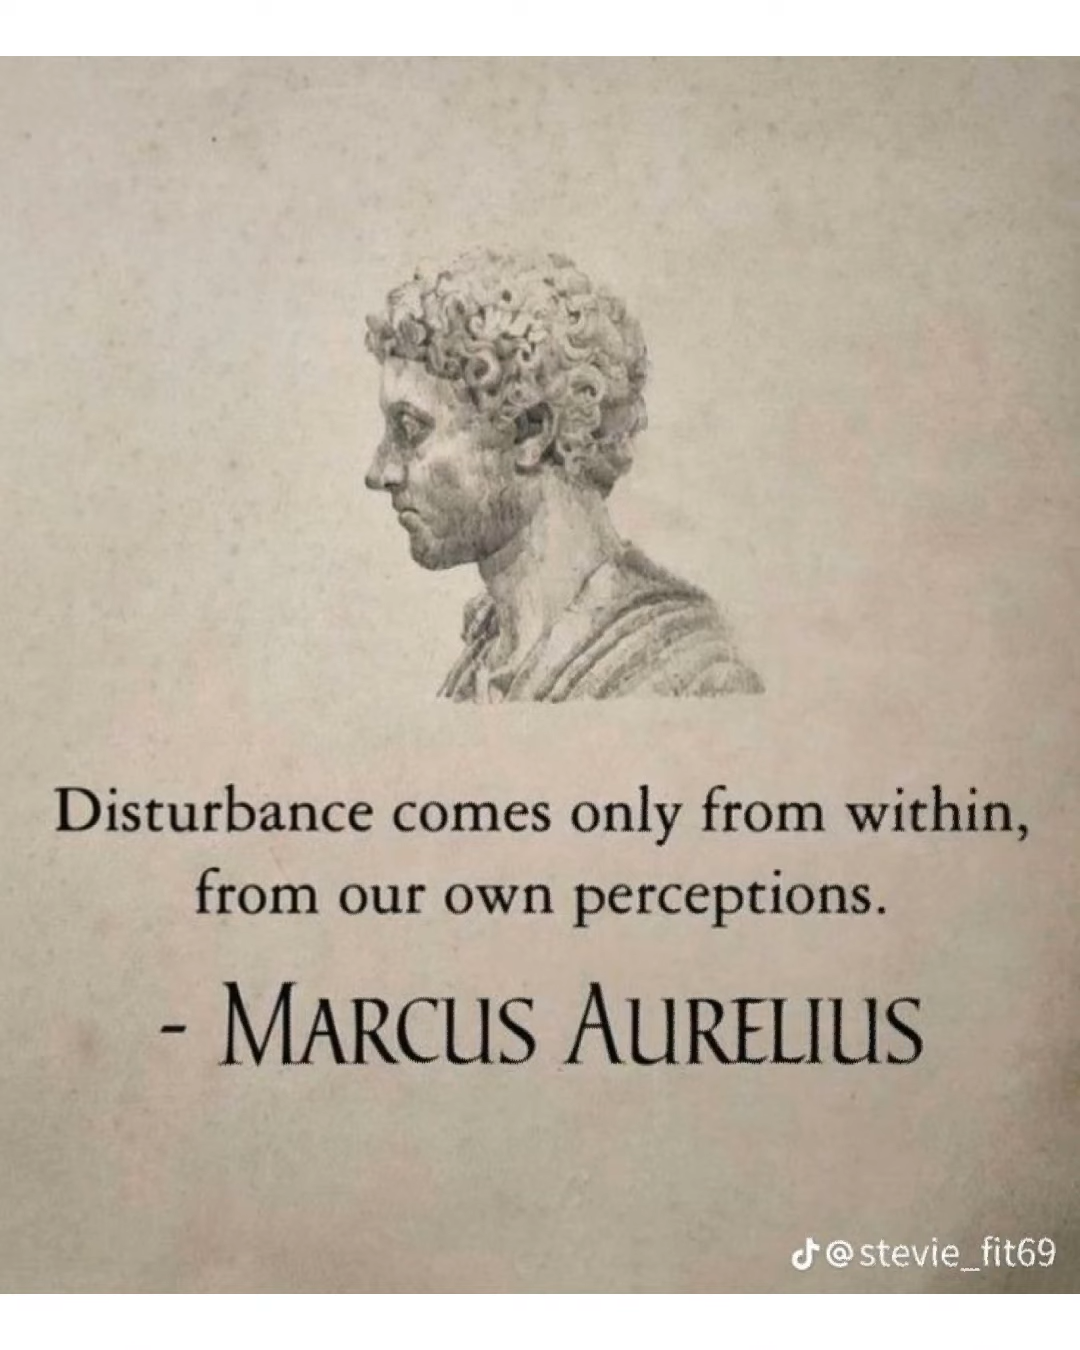 Disturbance comes only from within,
from our own perceptions.
- MARCUS AURELIUS
@stevie_fit69